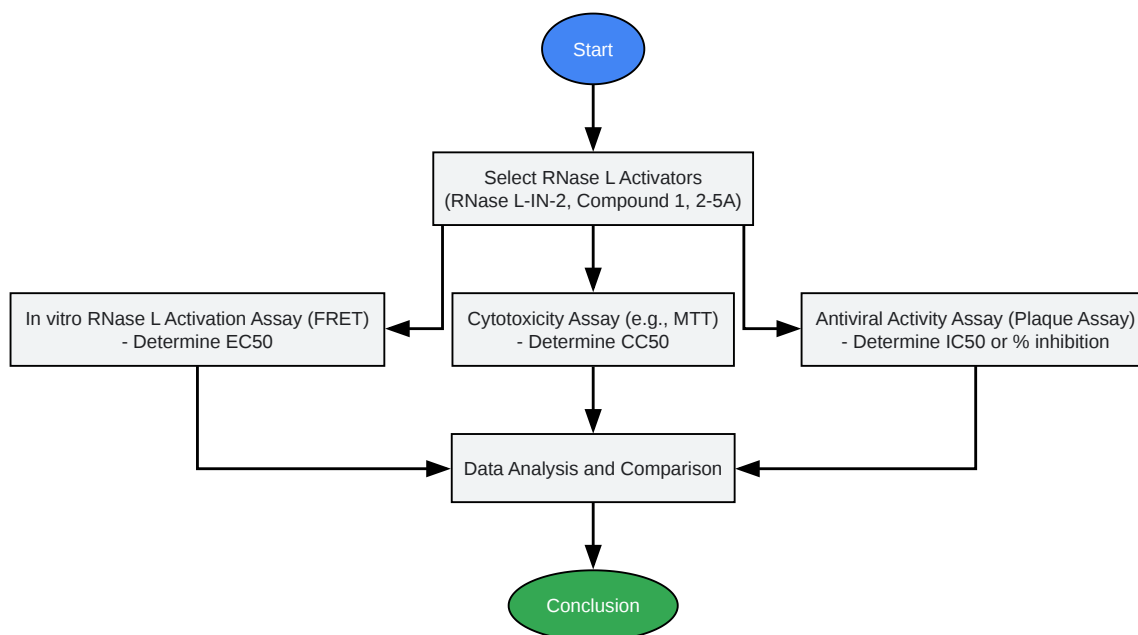 Start
Select RNase L Activators
(RNase L-IN-2, Compound 1, 2-5A)
In vitro RNase L Activation Assay (FRET)
- Determine EC50
Cytotoxicity Assay (e.g., MTT)
- Determine CC50
Antiviral Activity Assay (Plaque Assay)
- Determine IC50 or % inhibition
Data Analysis and Comparison
Conclusion